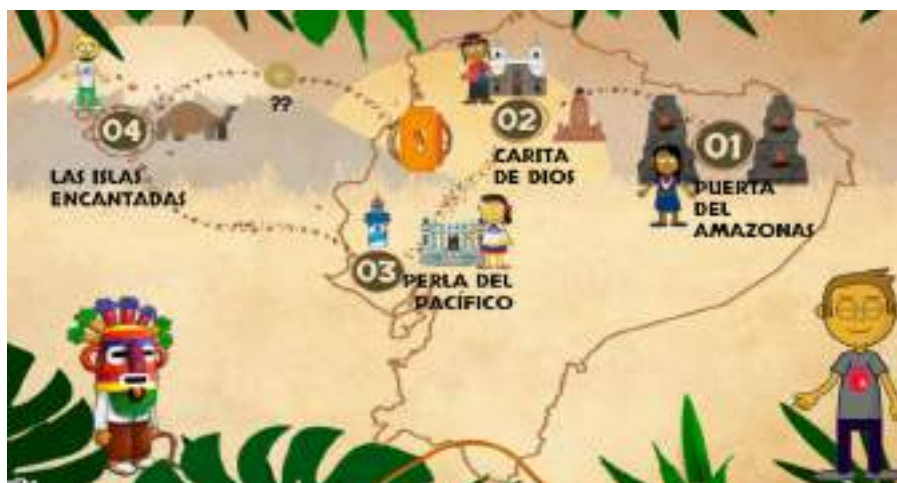 04
LAS ISLAS
ENCANTADAS
??
02
CARITA
DE DIOS
01
PUERTA
DEL
AMAZONAS
03
PERLA DEL
PACÍFICO